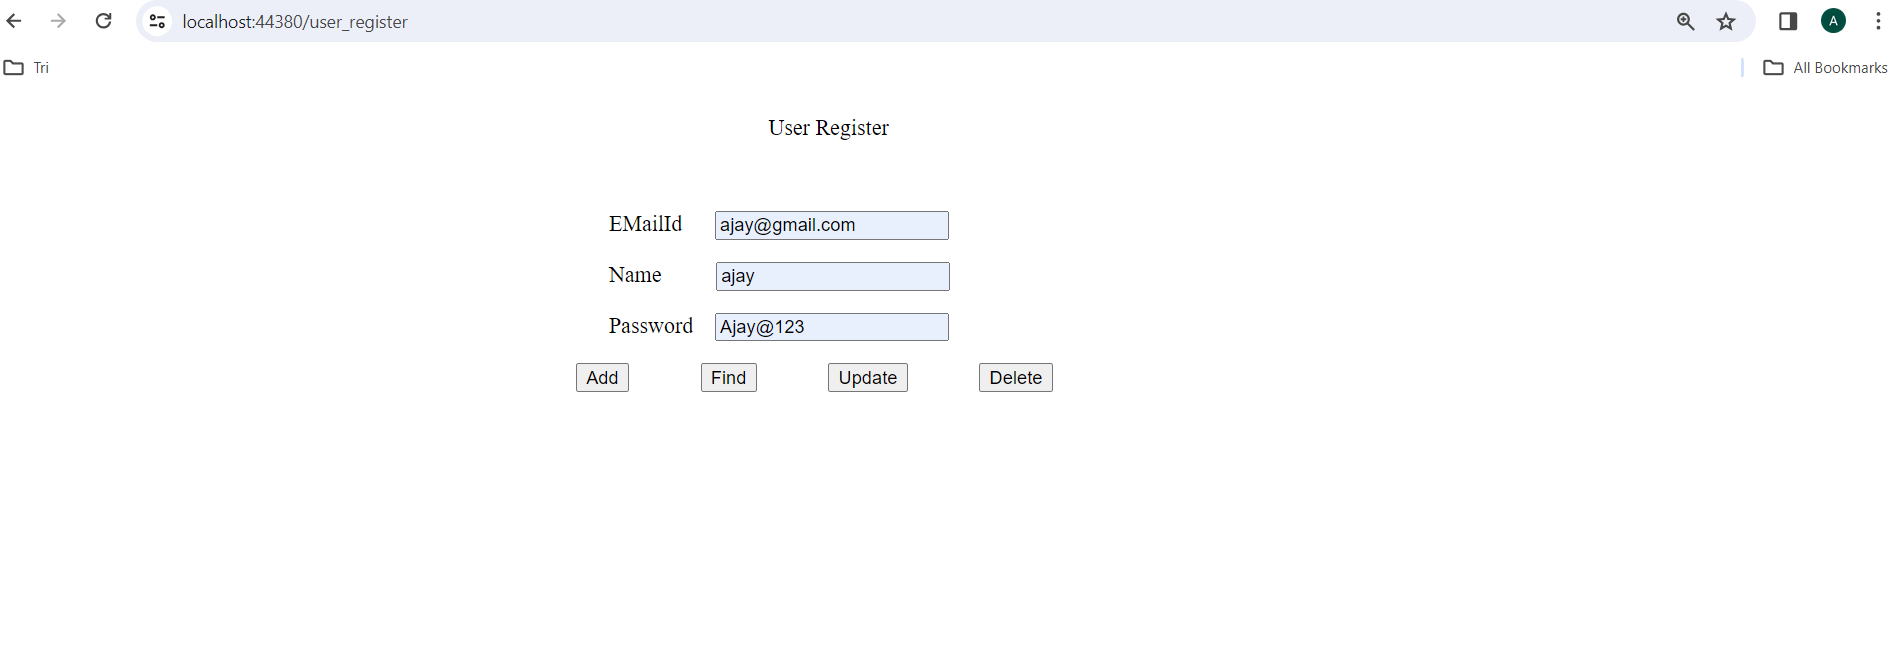 localhost:44380/user_register
A
Tri
All Bookmarks
User Register
EMailId ajay@gmail.com
Name ajay
Password Ajay@123
Add Find Update Delete